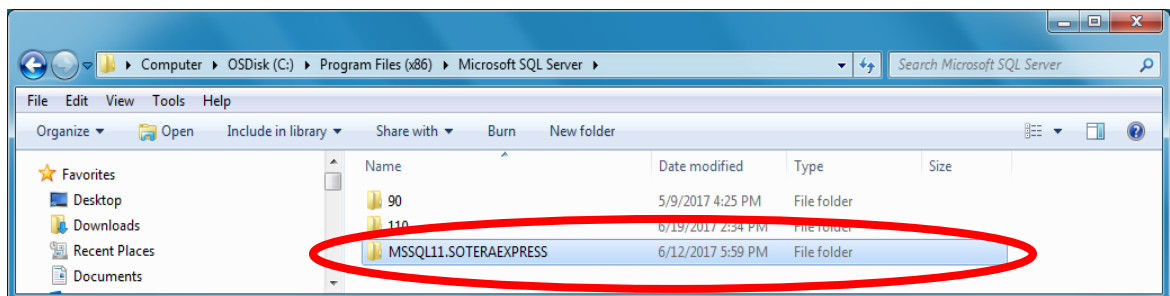 Computer ▸ OSDisk (C:) ▸ Program Files (x86) ▸ Microsoft SQL Server ▸ Search Microsoft SQL Server
File Edit View Tools Help
Organize Open Include in library Share with Burn New folder
Favorites
Desktop
Downloads
Recent Places
Documents
Name Date modified Type Size
90 5/9/2017 4:25 PM File folder
110 6/19/2017 2:34 PM File folder
MSSQL11.SOTERAEXPRESS 6/12/2017 5:59 PM File folder